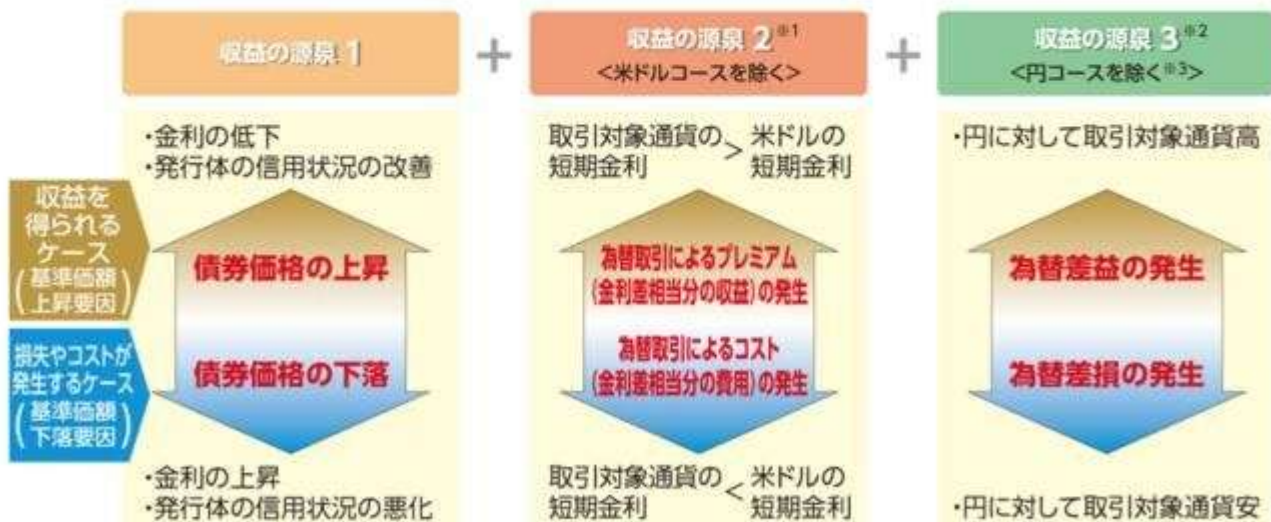 収益の源泉 1
+
収益の源泉 2※1
<米ドルコースを除く>
+
収益の源泉 3※2
<円コースを除く※3>
・金利の低下
・発行体の信用状況の改善
取引対象通貨の
短期金利
>
米ドルの
短期金利
・円に対して取引対象通貨高
収益を
得られる
ケース
(基準価額
上昇要因)
債券価格の上昇
為替取引によるプレミアム
(金利差相当分の収益)の発生
為替差益の発生
損失やコストが
発生するケース
(基準価額
下落要因)
債券価格の下落
為替取引によるコスト
(金利差相当分の費用)の発生
為替差損の発生
・金利の上昇
・発行体の信用状況の悪化
取引対象通貨の
短期金利
<
米ドルの
短期金利
・円に対して取引対象通貨安